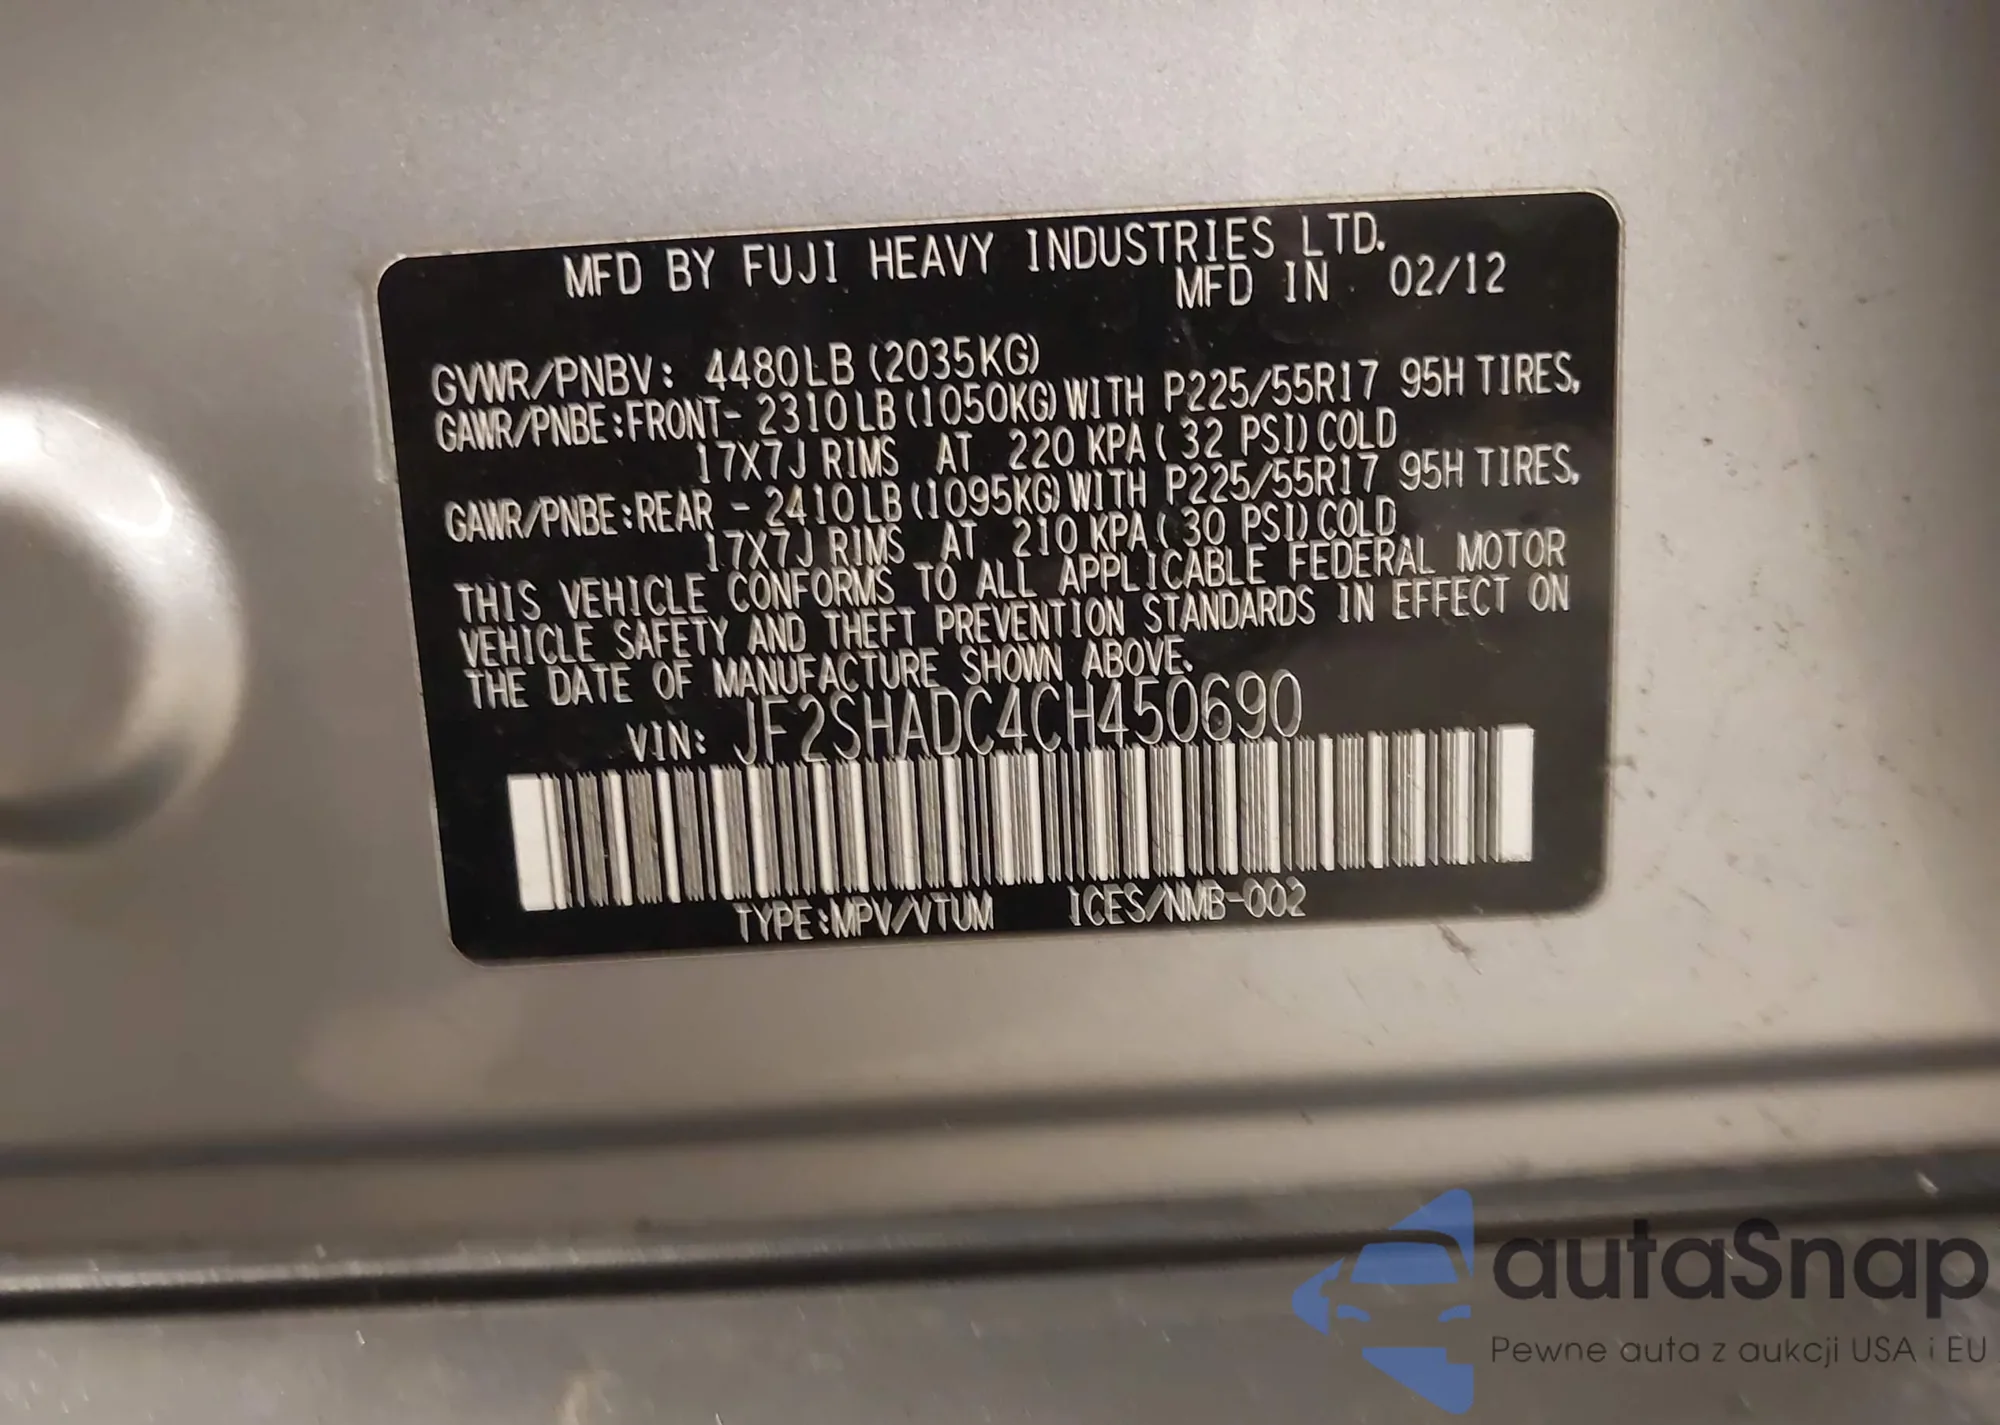 MFD BY FUJI HEAVY INDUSTRIES LTD.
MFD IN 02/12
GVWR/PNBV: 4480LB (2035KG)
GAWR/PNBE:FRONT- 2310LB (1050KG) WITH P225/55R17 95H TIRES,
17X7J RIMS AT 220 KPA ( 32 PSI) COLD
GAWR/PNBE:REAR - 2410LB (1095KG) WITH P225/55R17 95H TIRES,
17X7J RIMS AT 210 KPA ( 30 PSI) COLD
THIS VEHICLE CONFORMS TO ALL APPLICABLE FEDERAL MOTOR
VEHICLE SAFETY AND THEFT PREVENTION STANDARDS IN EFFECT ON
THE DATE OF MANUFACTURE SHOWN ABOVE.
VIN: JF2SHADC4CH450690
TYPE:MPV/VTUM ICES/NMB-002
autaSnap
Pewne auta z aukcji USA i EU